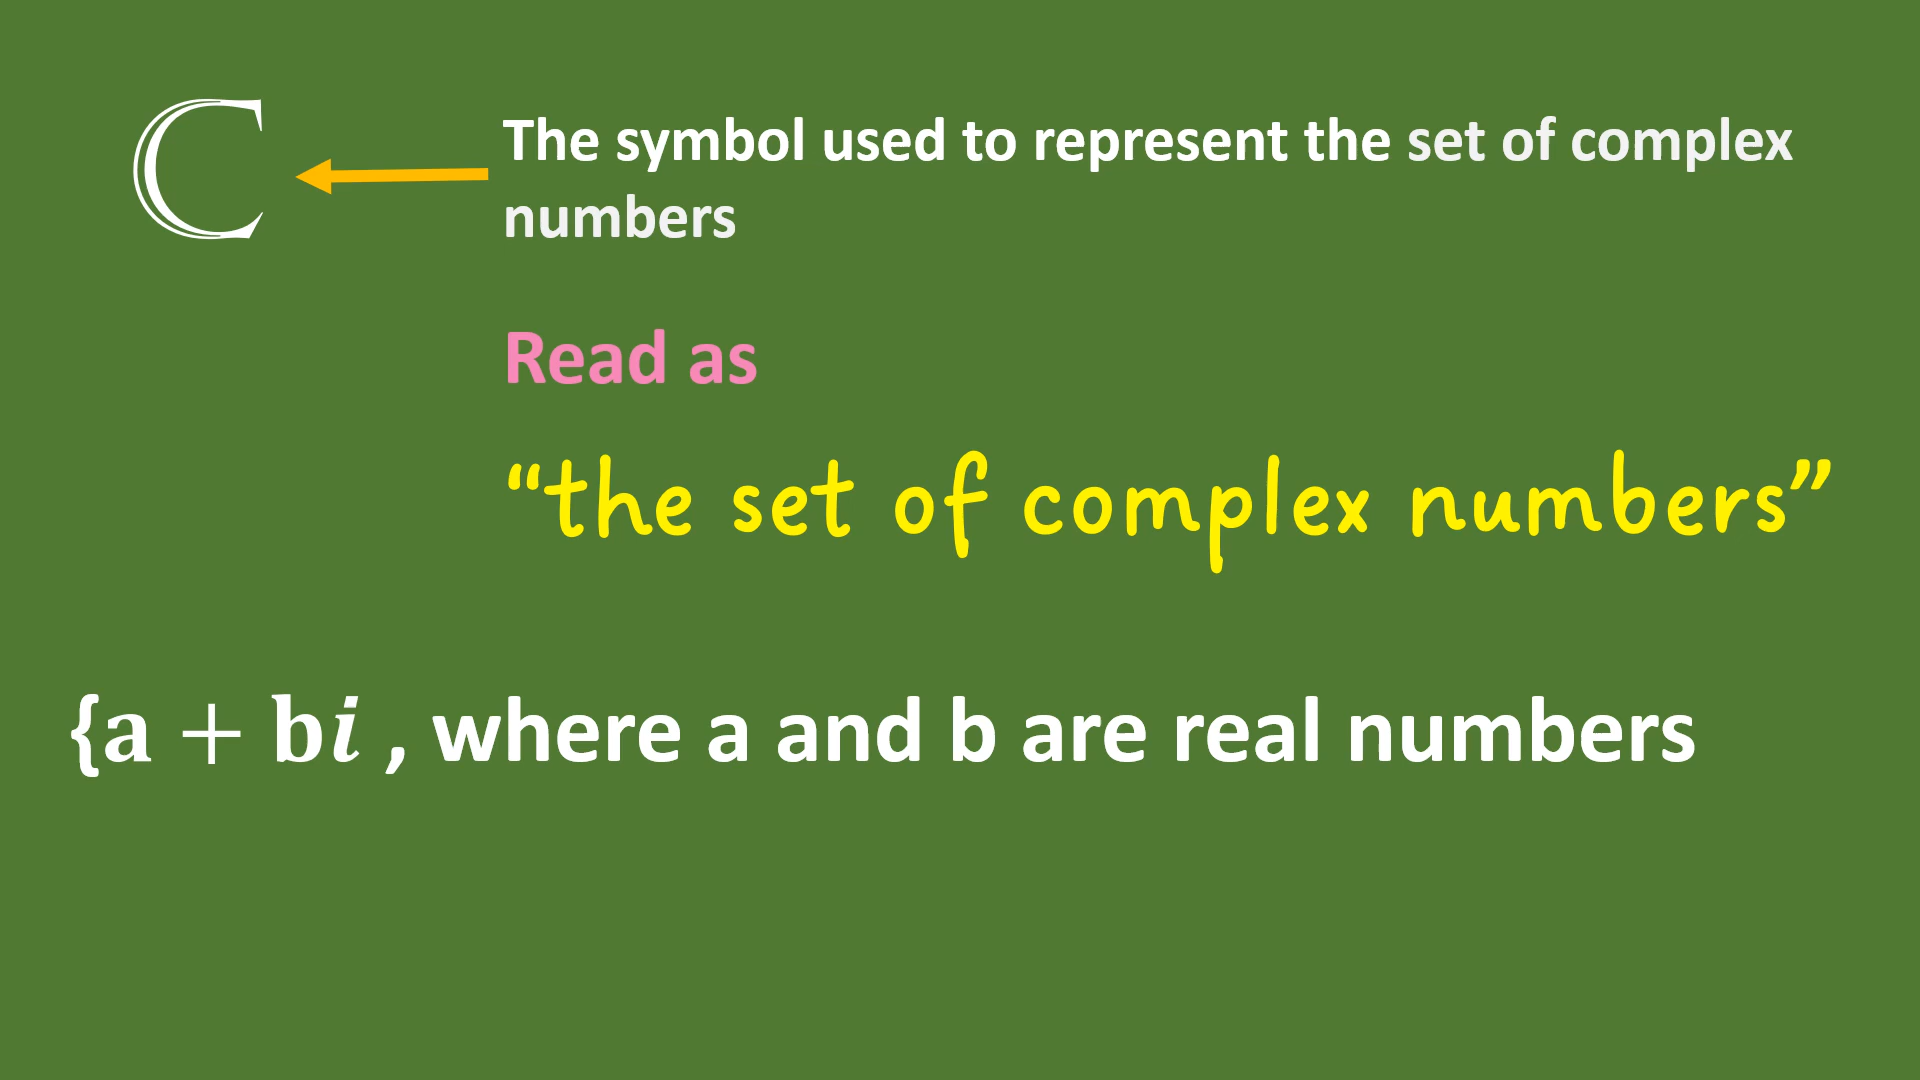 ℂ
The symbol used to represent the set of complex
numbers
Read as
“the set of complex numbers”
{a + bi , where a and b are real numbers